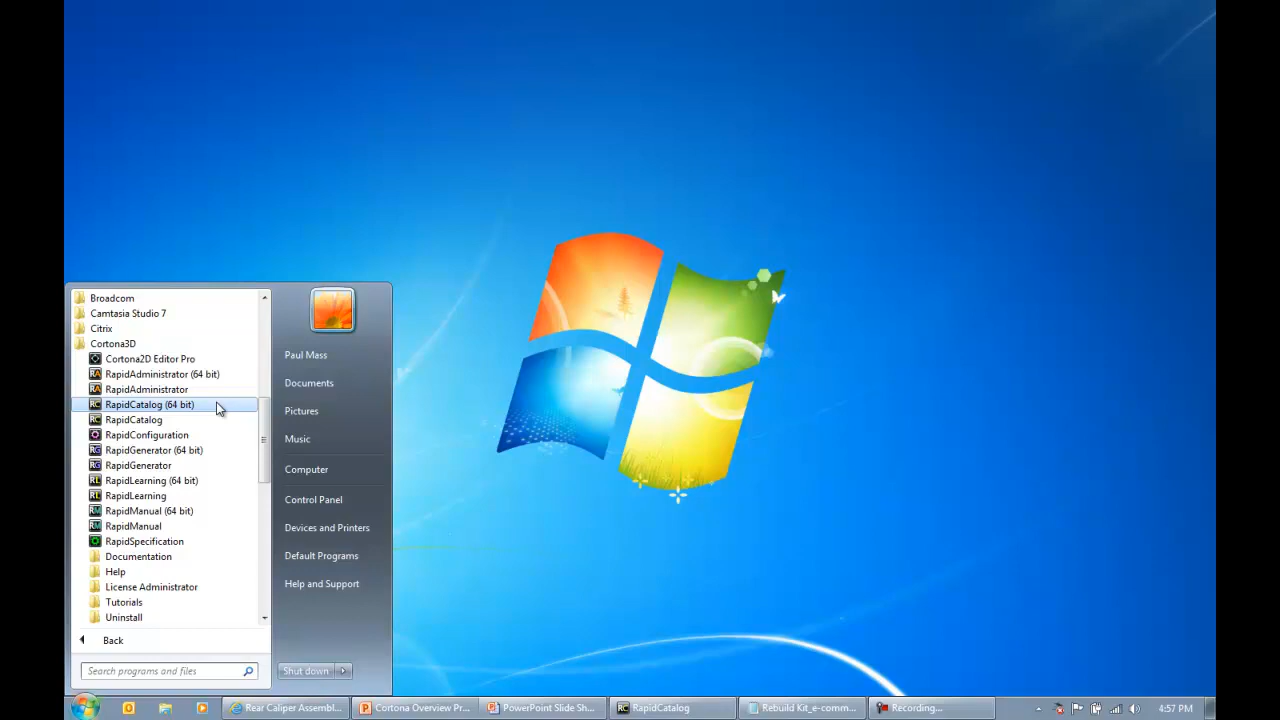 Broadcom
Camtasia Studio 7
Citrix
Cortona3D
Cortona2D Editor Pro
RapidAdministrator (64 bit)
RapidAdministrator
RapidCatalog (64 bit)
RapidCatalog
RapidConfiguration
RapidGenerator (64 bit)
RapidGenerator
RapidLearning (64 bit)
RapidLearning
RapidManual (64 bit)
RapidManual
RapidSpecification
Documentation
Help
License Administrator
Tutorials
Uninstall
Back
Search programs and files
Paul Mass
Documents
Pictures
Music
Computer
Control Panel
Devices and Printers
Default Programs
Help and Support
Shut down
Rear Caliper Assembl...
Cortona Overview Pr...
PowerPoint Slide Sh...
RapidCatalog
Rebuild Kit_e-comm...
Recording...
4:57 PM